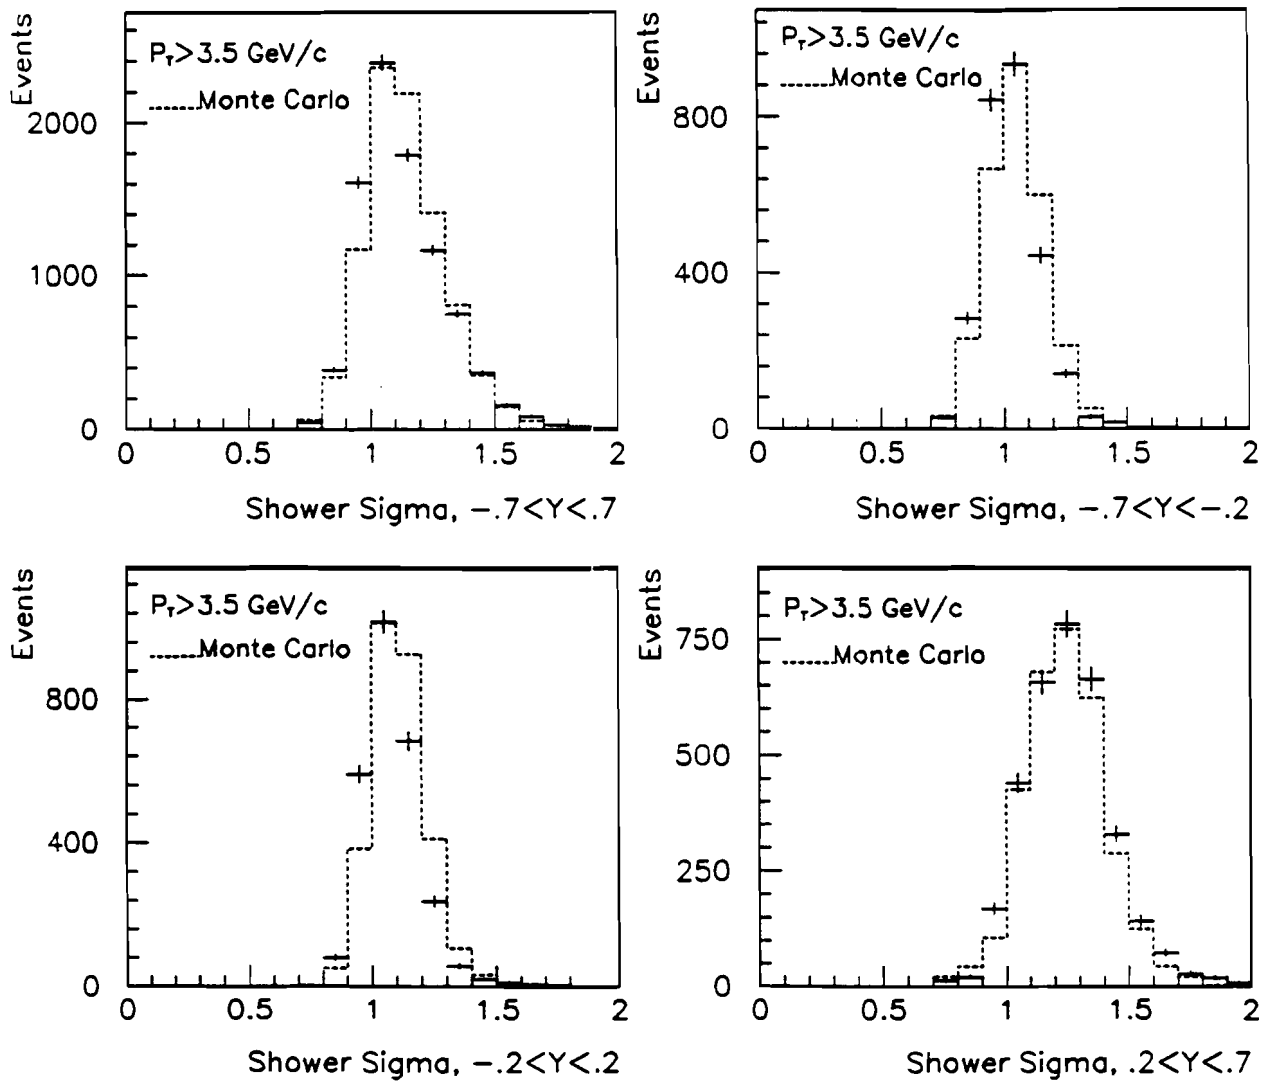 Events
P_T>3.5 GeV/c
Monte Carlo
2000
1000
0
0 0.5 1 1.5 2
Shower Sigma, -.7<Y<.7
Events
P_T>3.5 GeV/c
Monte Carlo
800
400
0
0 0.5 1 1.5 2
Shower Sigma, -.7<Y<-.2
Events
P_T>3.5 GeV/c
Monte Carlo
800
400
0
0 0.5 1 1.5 2
Shower Sigma, -.2<Y<.2
Events
P_T>3.5 GeV/c
Monte Carlo
750
500
250
0
0 0.5 1 1.5 2
Shower Sigma, .2<Y<.7